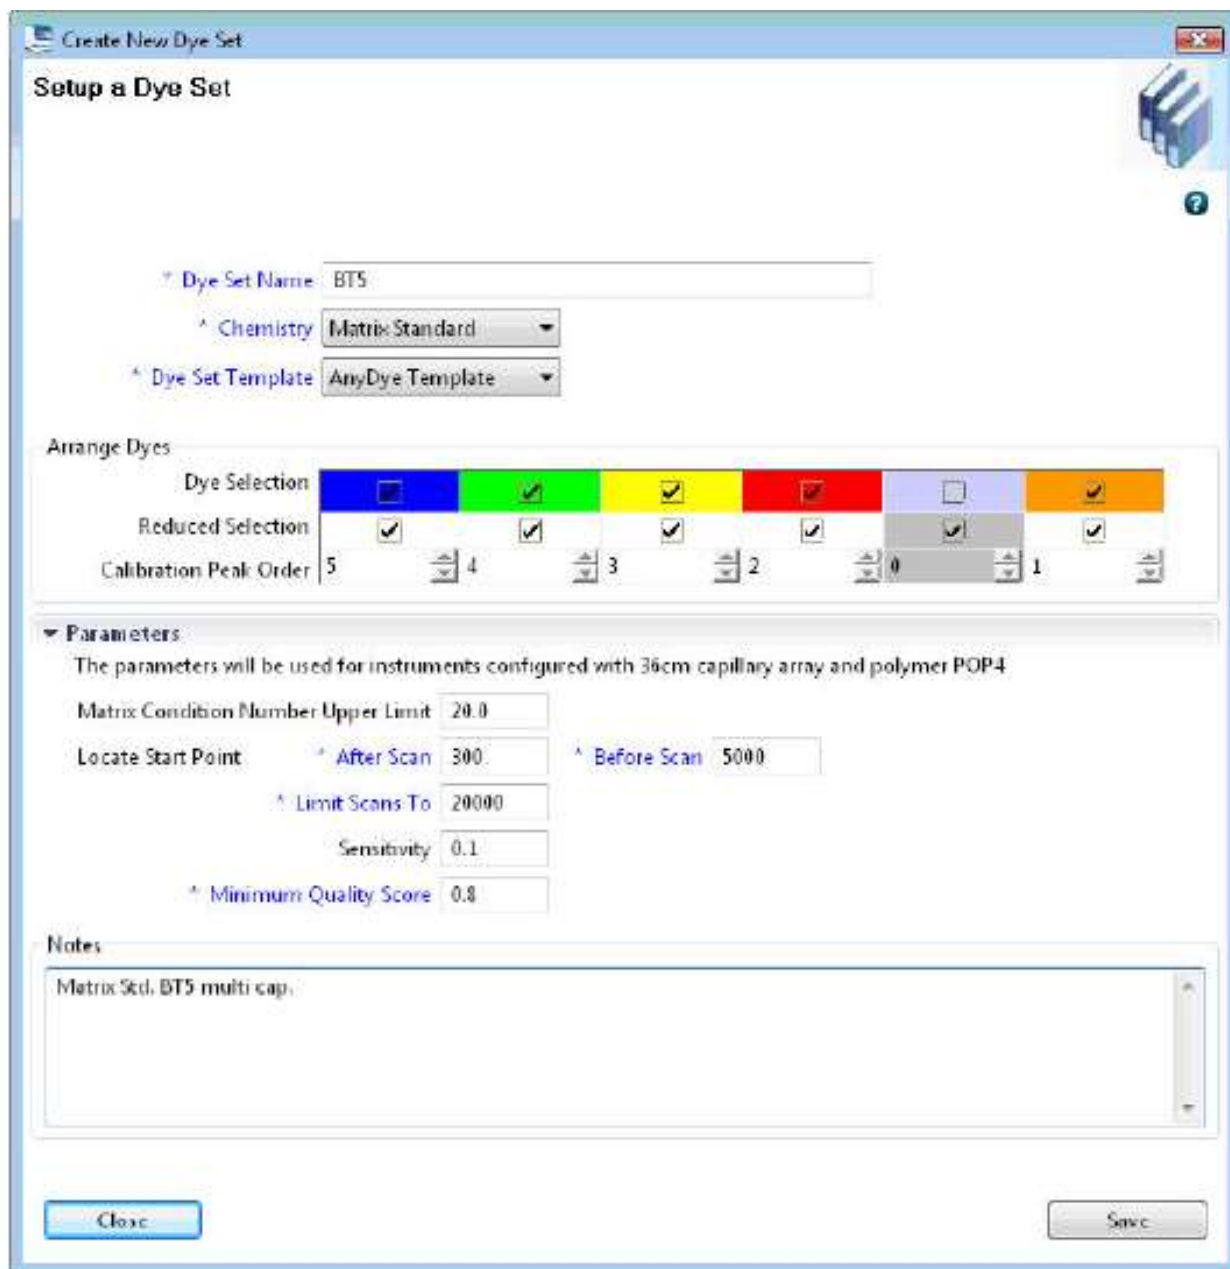 Create New Dye Set
Setup a Dye Set
?
* Dye Set Name BT5
* Chemistry Matrix Standard
* Dye Set Template AnyDye Template
Arrange Dyes
Dye Selection
Reduced Selection
Calibration Peak Order 5 4 3 2 0 1
Parameters
The parameters will be used for instruments configured with 36cm capillary array and polymer POP4
Matrix Condition Number Upper Limit 20.0
Locate Start Point * After Scan 300 * Before Scan 5000
* Limit Scans To 20000
Sensitivity 0.1
* Minimum Quality Score 0.8
Notes
Matrix Std. BT5 multi cap.
Close Save